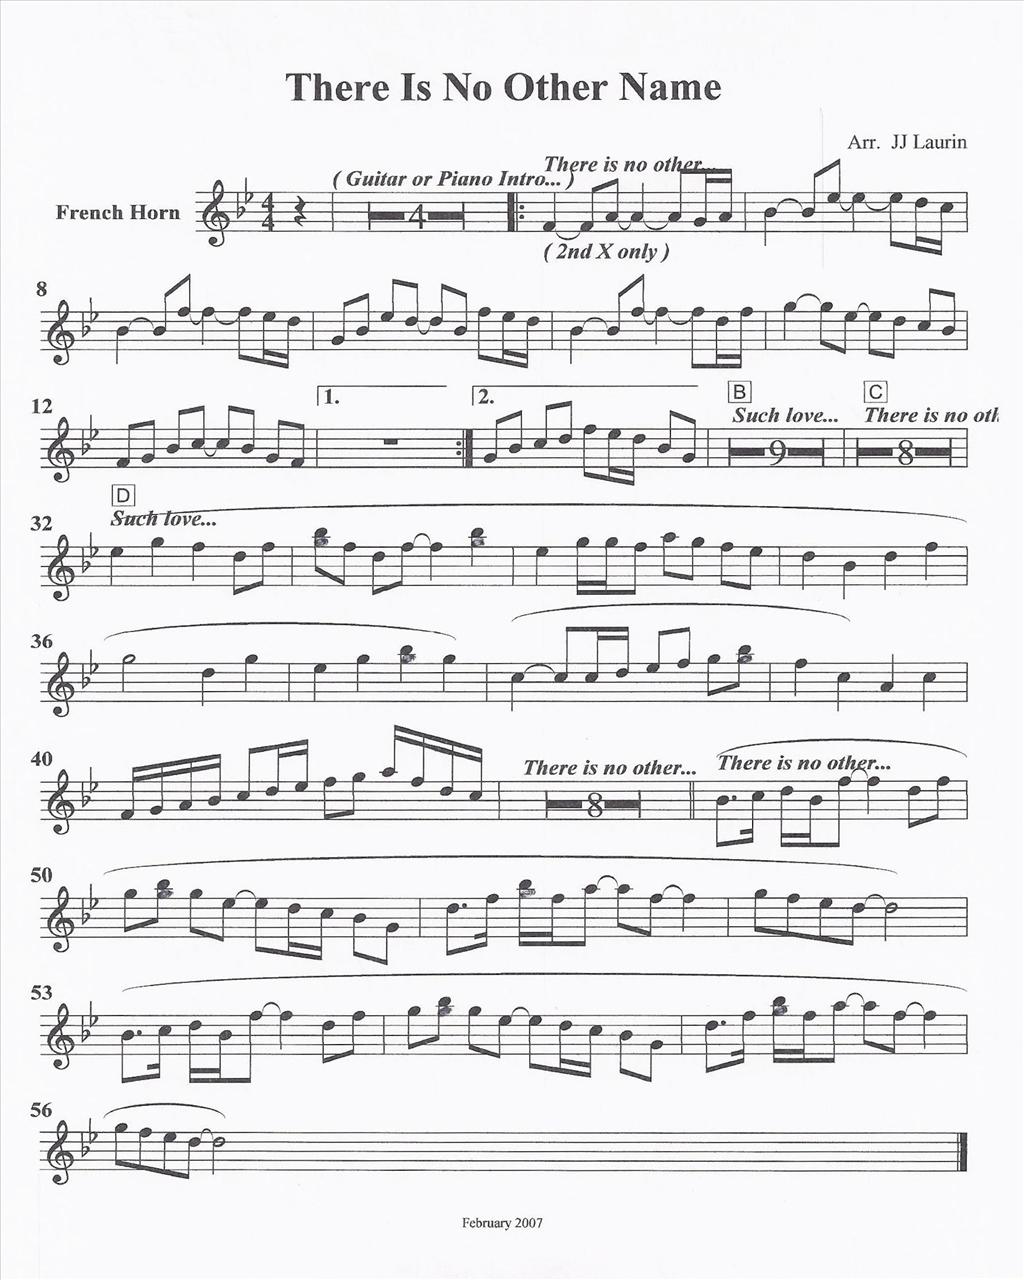 There Is No Other Name
Arr. JJ Laurin
There is no other...
( Guitar or Piano Intro... )
French Horn
4
4
4
( 2nd X only )
8
12
1.
2.
B
C
Such love...
There is no oth
9
8
D
Such love...
32
36
40
There is no other...
There is no other...
8
50
53
56
February 2007